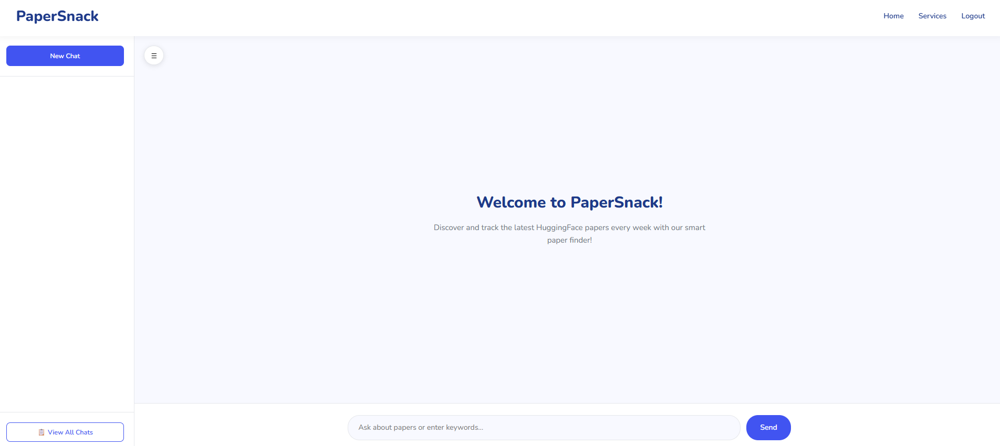 PaperSnack
Home
Services
Logout
New Chat
Welcome to PaperSnack!
Discover and track the latest HuggingFace papers every week with our smart
paper finder!
View All Chats
Ask about papers or enter keywords...
Send